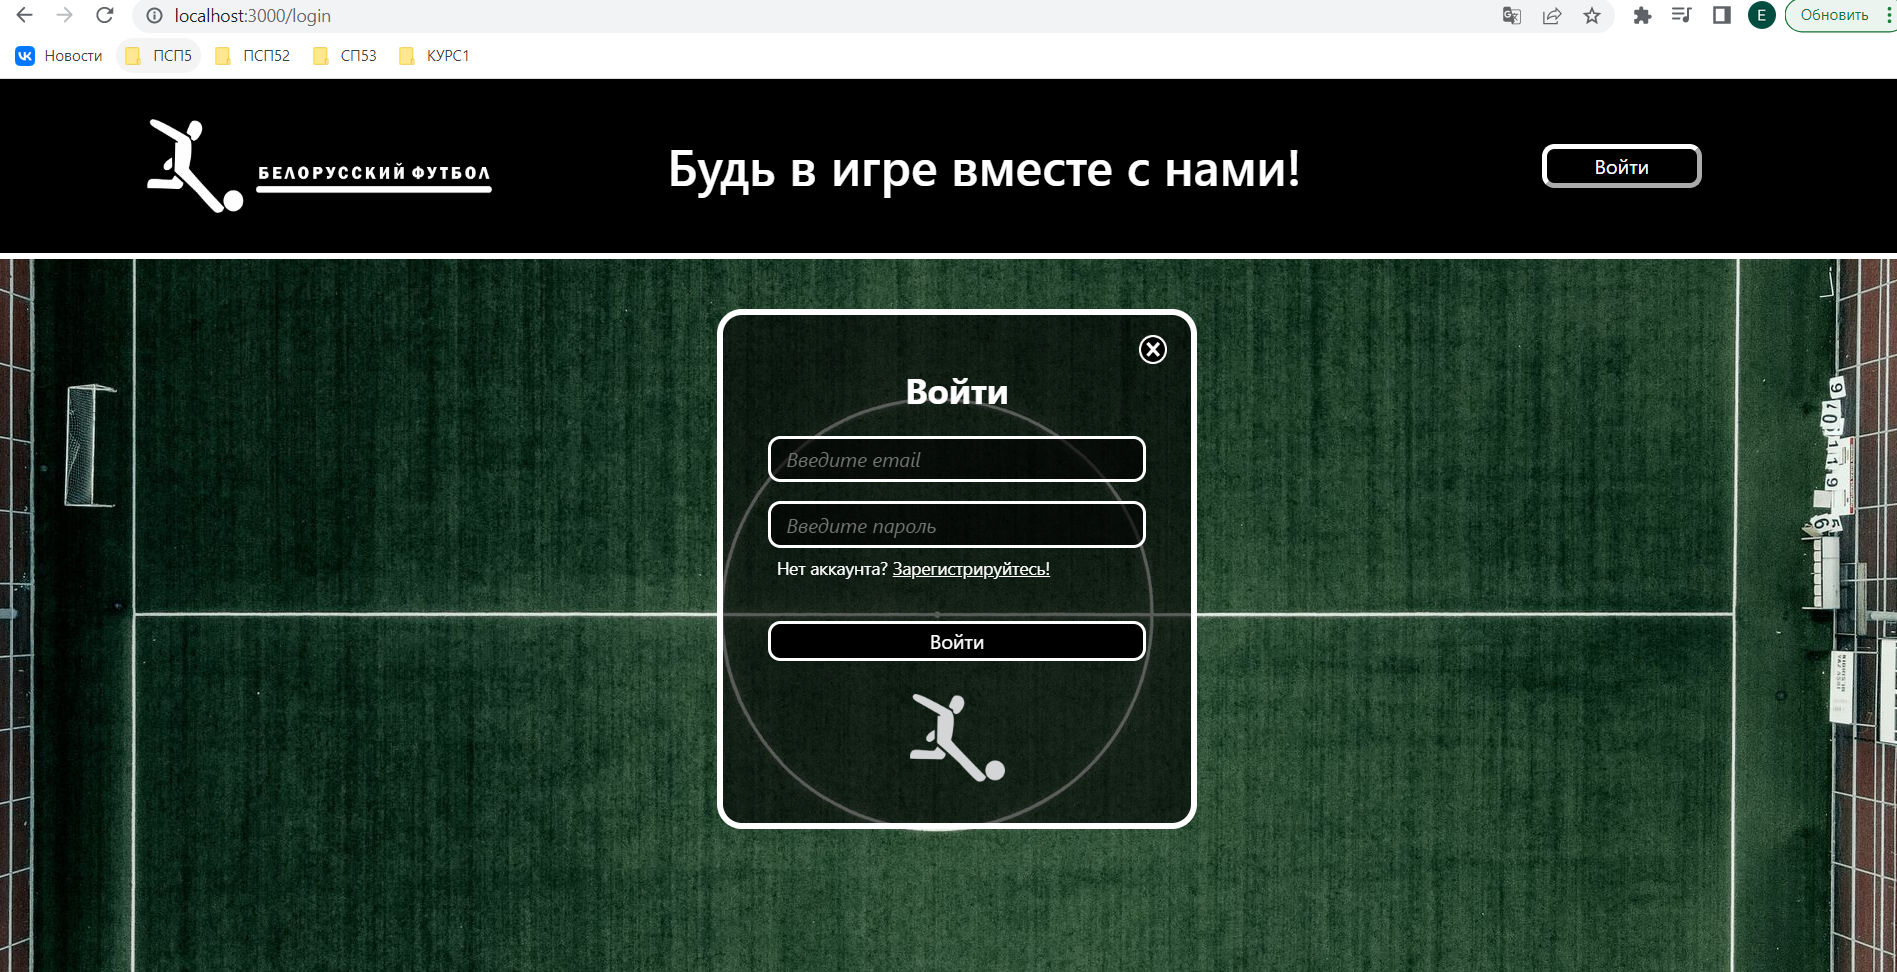 localhost:3000/login
E
Обновить
Новости
ПСП5
ПСП52
СП53
КУРС1
БЕЛОРУССКИЙ ФУТБОЛ
Будь в игре вместе с нами!
Войти
Войти
Введите email
Введите пароль
Нет аккаунта? Зарегистрируйтесь!
Войти